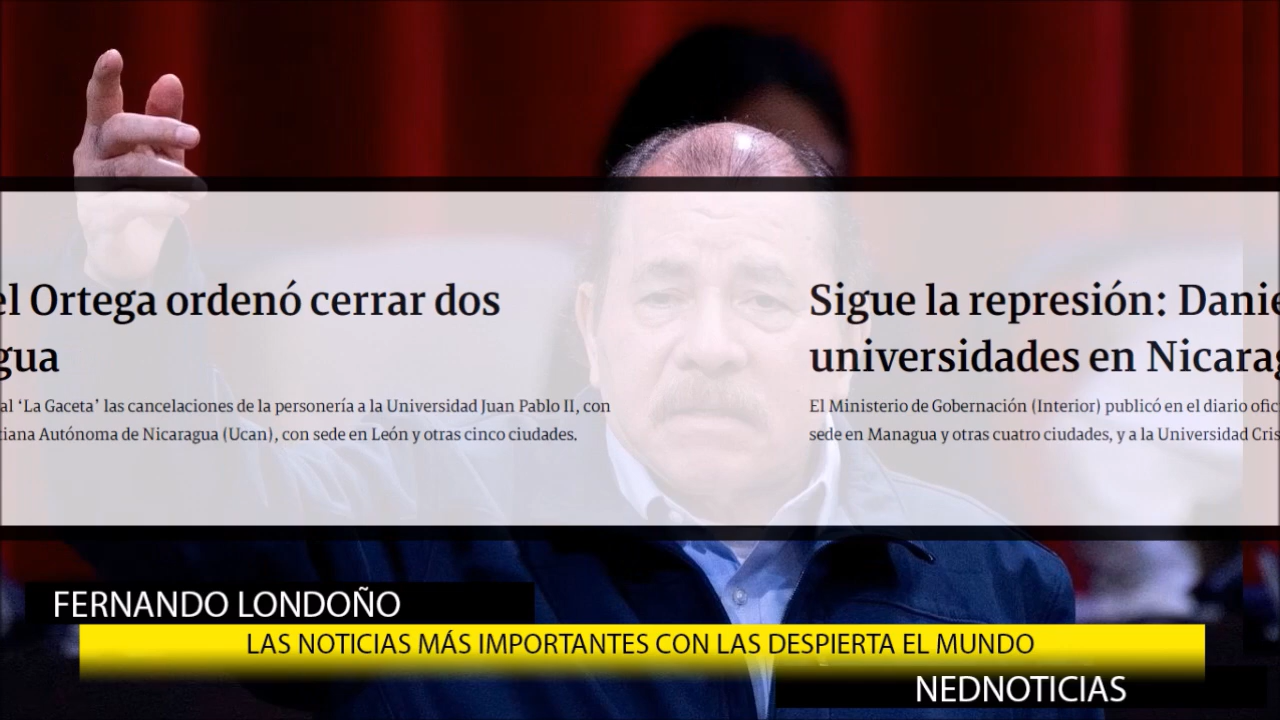 el Ortega ordenó cerrar dos
gua
al ‘La Gaceta’ las cancelaciones de la personería a la Universidad Juan Pablo II, con
tiana Autónoma de Nicaragua (Ucan), con sede en León y otras cinco ciudades.
Sigue la represión: Danie
universidades en Nicarag
El Ministerio de Gobernación (Interior) publicó en el diario ofici
sede en Managua y otras cuatro ciudades, y a la Universidad Cris
FERNANDO LONDOÑO
LAS NOTICIAS MÁS IMPORTANTES CON LAS DESPIERTA EL MUNDO
NEDNOTICIAS